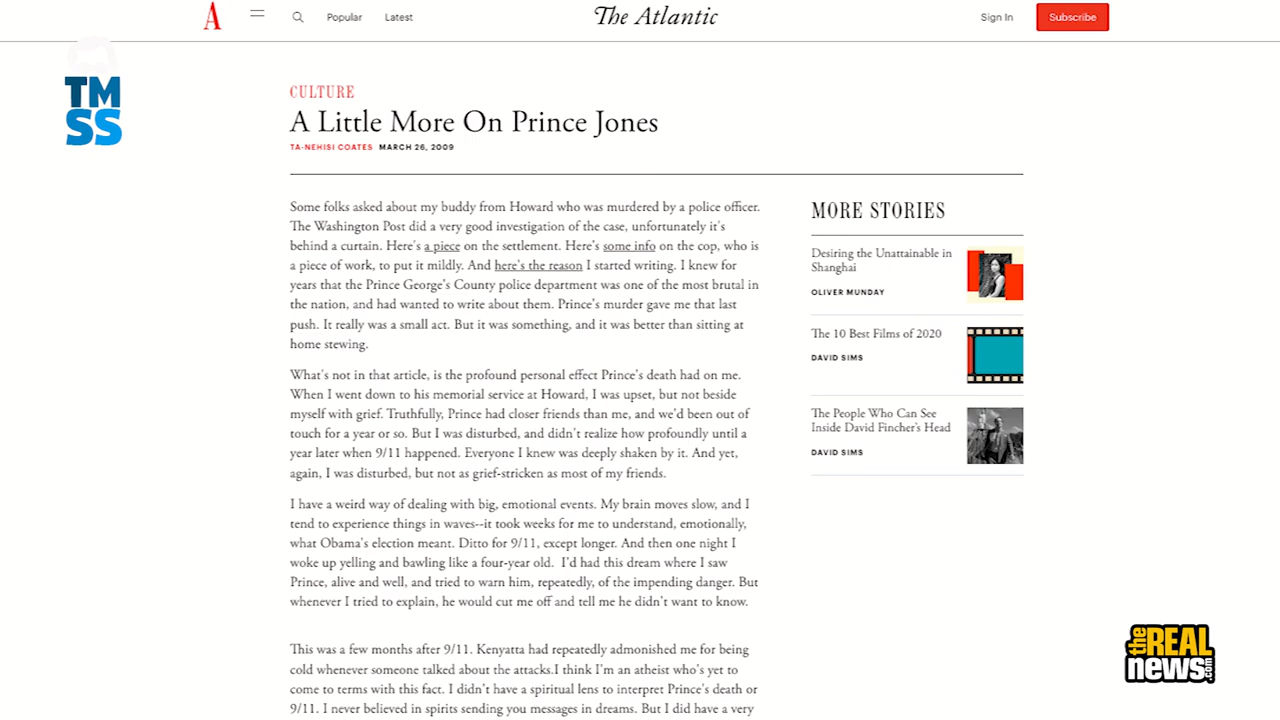 A
Popular
Latest
The Atlantic
Sign In
Subscribe
TM
SS
CULTURE
A Little More On Prince Jones
TA-NEHISI COATES MARCH 26, 2009
Some folks asked about my buddy from Howard who was murdered by a police officer.
The Washington Post did a very good investigation of the case, unfortunately it's
behind a curtain. Here's a piece on the settlement. Here's some info on the cop, who is
a piece of work, to put it mildly. And here's the reason I started writing. I knew for
years that the Prince George's County police department was one of the most brutal in
the nation, and had wanted to write about them. Prince's murder gave me that last
push. It really was a small act. But it was something, and it was better than sitting at
home stewing.
What's not in that article, is the profound personal effect Prince's death had on me.
When I went down to his memorial service at Howard, I was upset, but not beside
myself with grief. Truthfully, Prince had closer friends than me, and we'd been out of
touch for a year or so. But I was disturbed, and didn't realize how profoundly until a
year later when 9/11 happened. Everyone I knew was deeply shaken by it. And yet,
again, I was disturbed, but not as grief-stricken as most of my friends.
I have a weird way of dealing with big, emotional events. My brain moves slow, and I
tend to experience things in waves--it took weeks for me to understand, emotionally,
what Obama's election meant. Ditto for 9/11, except longer. And then one night I
woke up yelling and bawling like a four-year old. I'd had this dream where I saw
Prince, alive and well, and tried to warn him, repeatedly, of the impending danger. But
whenever I tried to explain, he would cut me off and tell me he didn't want to know.
This was a few months after 9/11. Kenyatta had repeatedly admonished me for being
cold whenever someone talked about the attacks.I think I'm an atheist who's yet to
come to terms with this fact. I didn't have a spiritual lens to interpret Prince's death or
9/11. I never believed in spirits sending you messages in dreams. But I did have a very
MORE STORIES
Desiring the Unattainable in
Shanghai
OLIVER MUNDAY
The 10 Best Films of 2020
DAVID SIMS
The People Who Can See
Inside David Fincher's Head
DAVID SIMS
the REAL
news.com